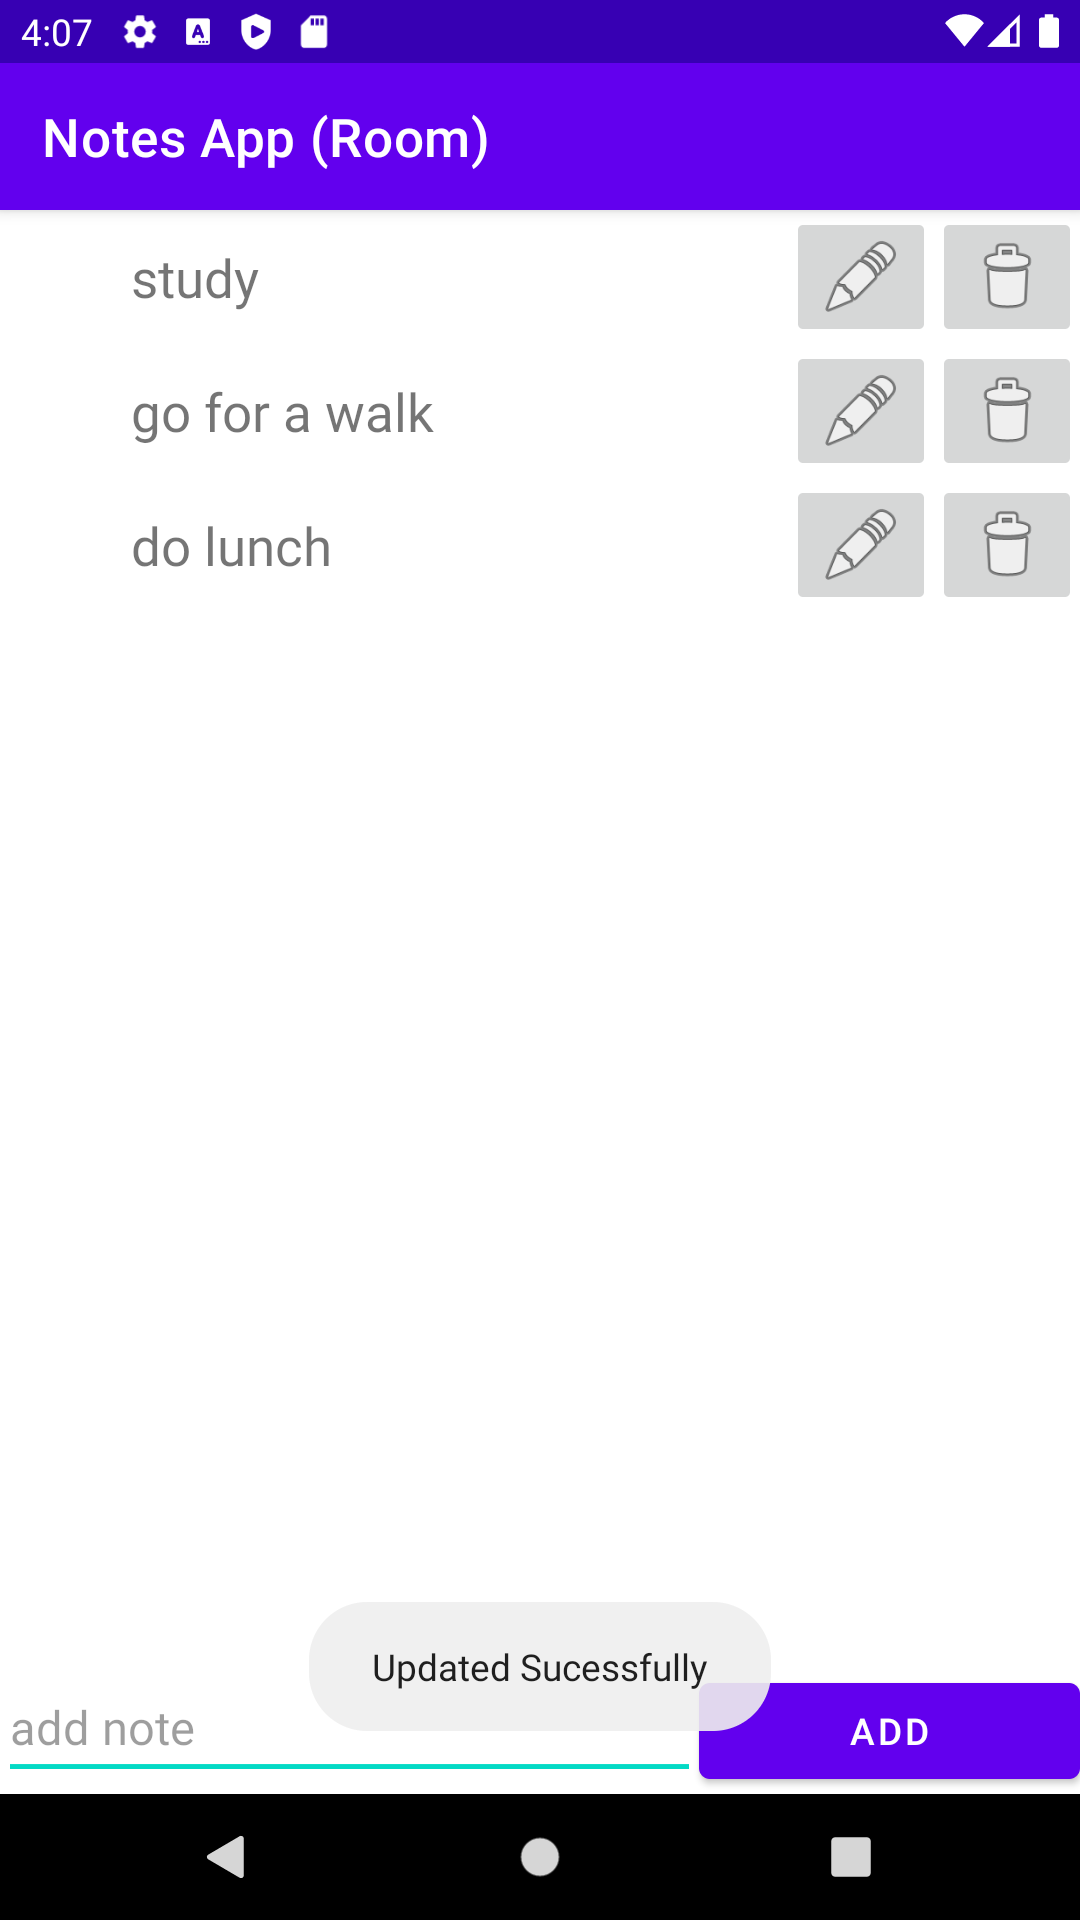 4:07
Notes App (Room)
study
go for a walk
do lunch
Updated Sucessfully
add note
ADD